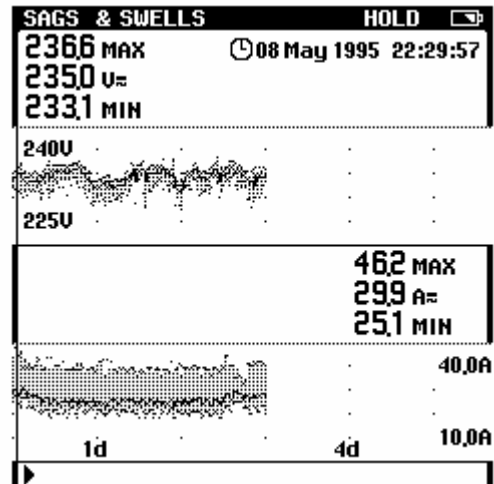 SAGS & SWELLS HOLD
236,6 MAX 08 May 1995 22:29:57
235,0 V≂
233,1 MIN
240V
225V
46,2 MAX
29,9 A≂
25,1 MIN
40,0A
10,0A
1d 4d